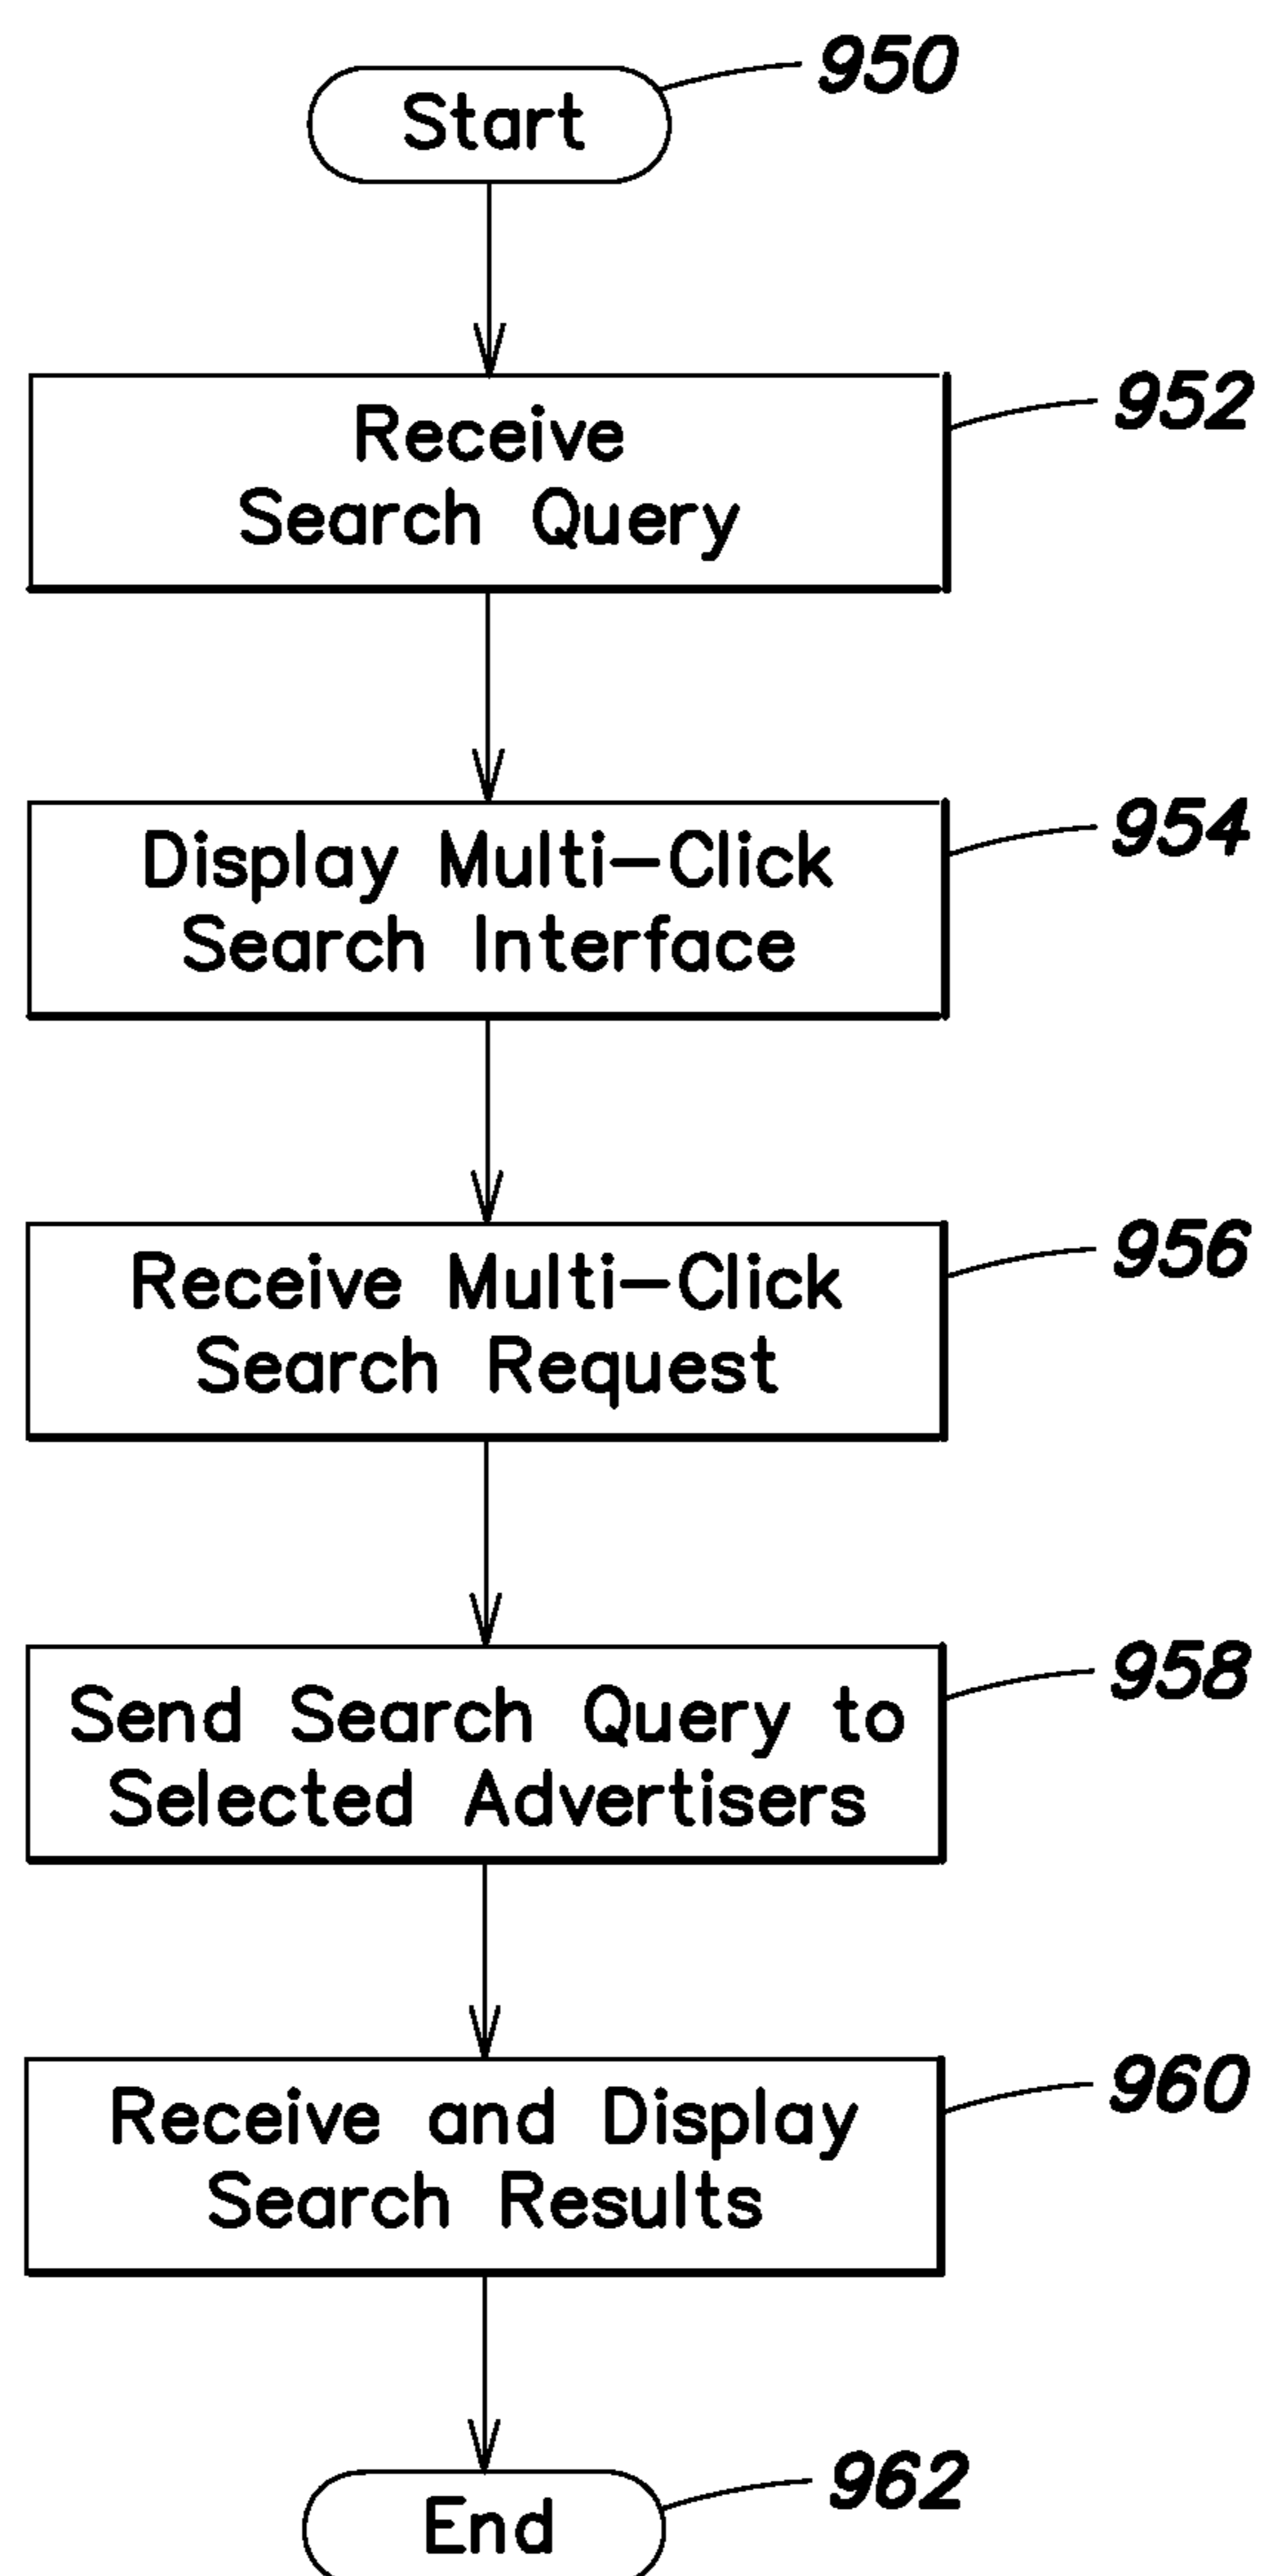 Start
950
Receive
Search Query
952
Display Multi-Click
Search Interface
954
Receive Multi-Click
Search Request
956
Send Search Query to
Selected Advertisers
958
Receive and Display
Search Results
960
End
962